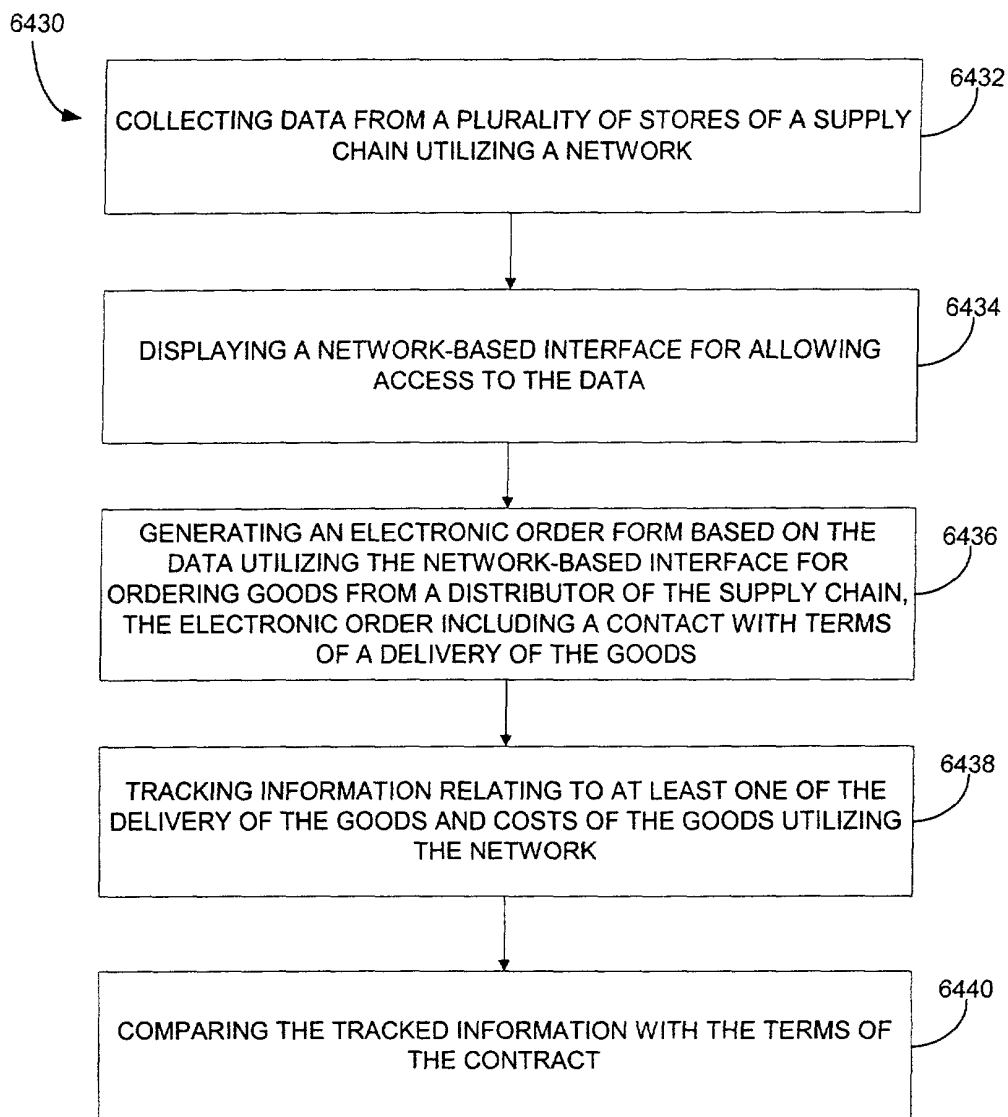 6430
6432
COLLECTING DATA FROM A PLURALITY OF STORES OF A SUPPLY
CHAIN UTILIZING A NETWORK
6434
DISPLAYING A NETWORK-BASED INTERFACE FOR ALLOWING
ACCESS TO THE DATA
6436
GENERATING AN ELECTRONIC ORDER FORM BASED ON THE
DATA UTILIZING THE NETWORK-BASED INTERFACE FOR
ORDERING GOODS FROM A DISTRIBUTOR OF THE SUPPLY CHAIN,
THE ELECTRONIC ORDER INCLUDING A CONTACT WITH TERMS
OF A DELIVERY OF THE GOODS
6438
TRACKING INFORMATION RELATING TO AT LEAST ONE OF THE
DELIVERY OF THE GOODS AND COSTS OF THE GOODS UTILIZING
THE NETWORK
6440
COMPARING THE TRACKED INFORMATION WITH THE TERMS OF
THE CONTRACT